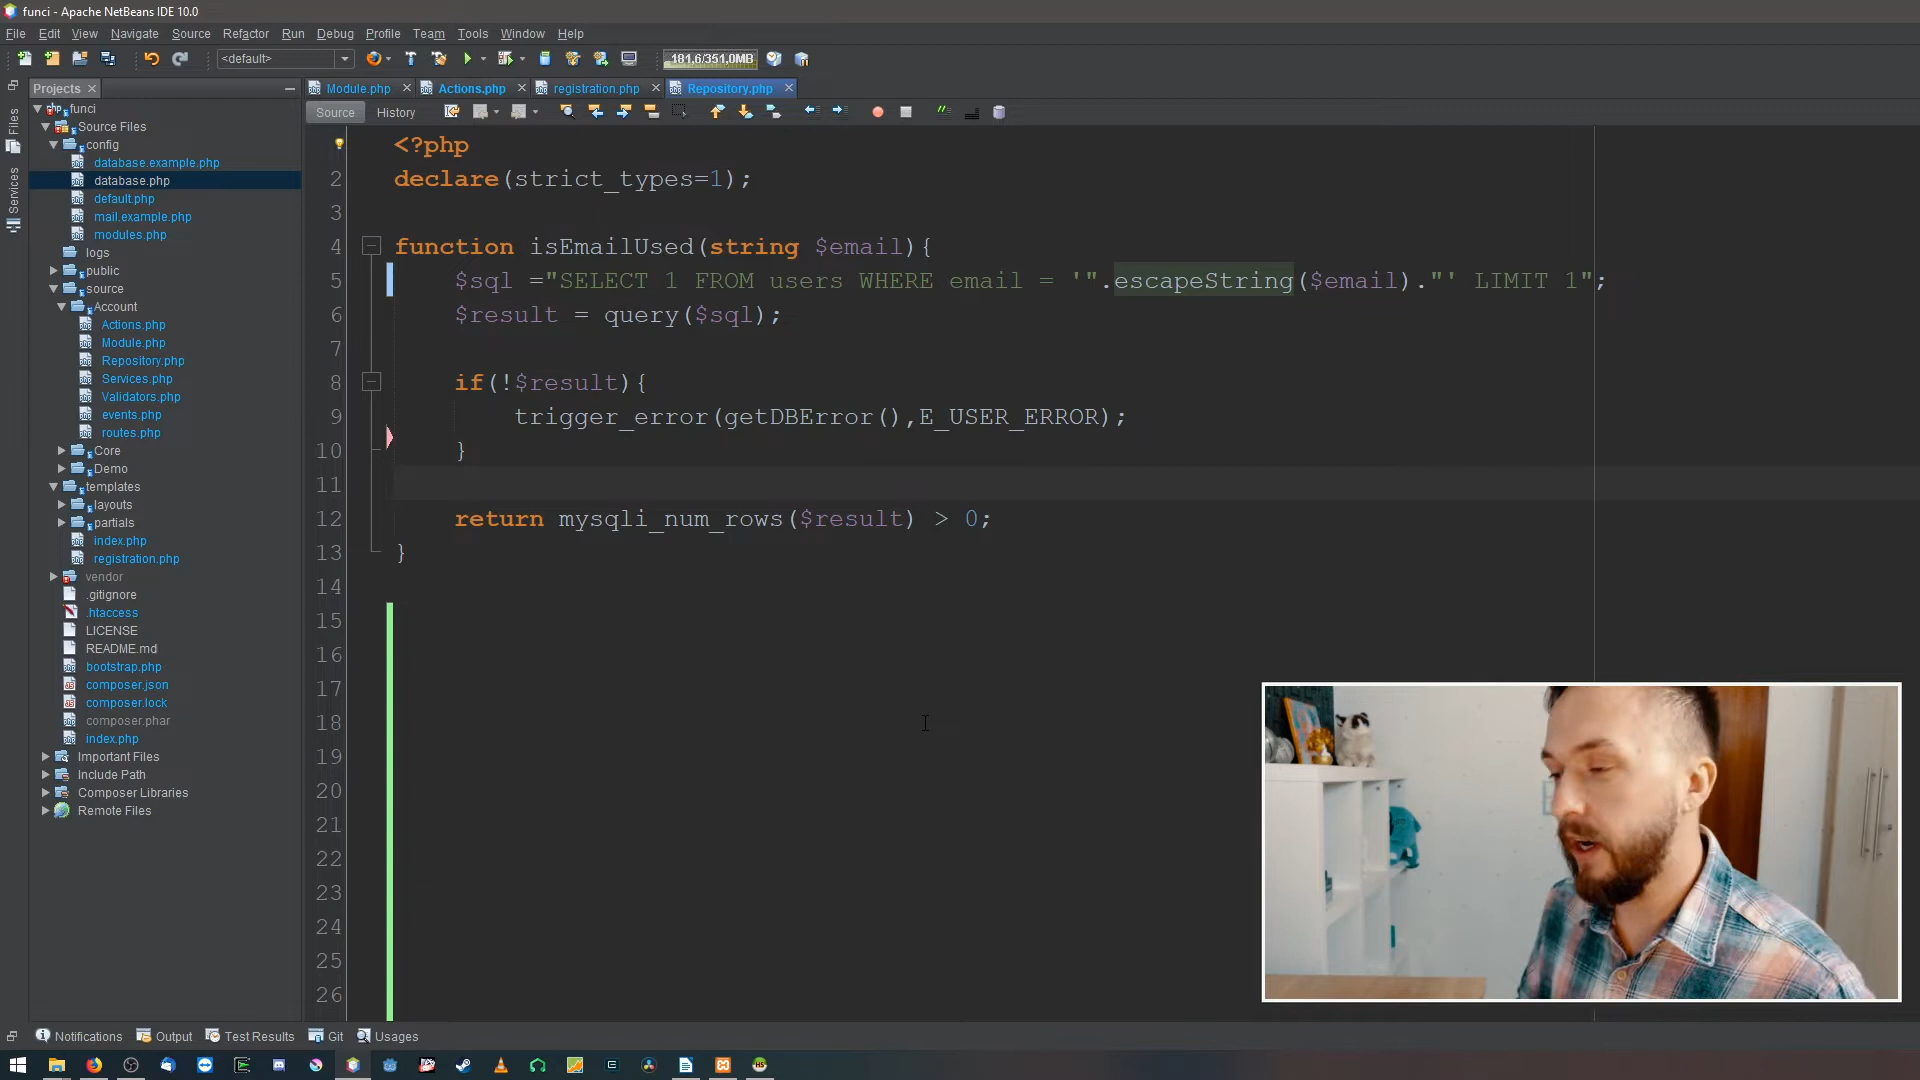 funci - Apache NetBeans IDE 10.0
File Edit View Navigate Source Refactor Run Debug Profile Team Tools Window Help
<default>
181,6/351,0MB
Projects
Module.php
Actions.php
registration.php
Repository.php
Source History
Files
Services
funci
Source Files
config
database.example.php
database.php
default.php
mail.example.php
modules.php
logs
public
source
Account
Actions.php
Module.php
Repository.php
Services.php
Validators.php
events.php
routes.php
Core
Demo
templates
layouts
partials
index.php
registration.php
vendor
.gitignore
.htaccess
LICENSE
README.md
bootstrap.php
composer.json
composer.lock
composer.phar
index.php
Important Files
Include Path
Composer Libraries
Remote Files
<?php
2 declare(strict_types=1);
3
4 function isEmailUsed(string $email){
5 $sql ="SELECT 1 FROM users WHERE email = '".escapeString($email)."' LIMIT 1";
6 $result = query($sql);
7
8 if(!$result){
9 trigger_error(getDBError(),E_USER_ERROR);
10 }
11
12 return mysqli_num_rows($result) > 0;
13 }
14
15
16
17
18
19
20
21
22
23
24
25
26
Notifications Output Test Results Git Usages